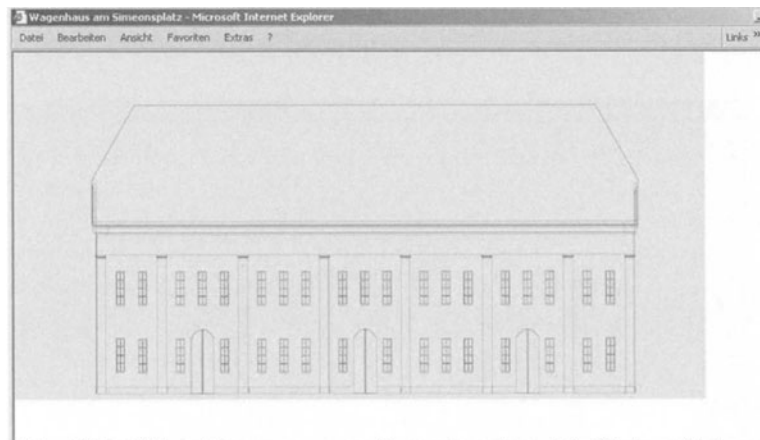 Wagenhaus am Simeonsplatz - Microsoft Internet Explorer
Datei Bearbeiten Ansicht Favoriten Extras ? Links »